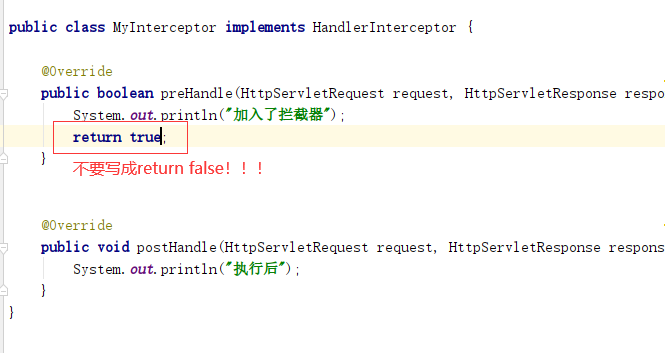 public class MyInterceptor implements HandlerInterceptor {
@Override
public boolean preHandle(HttpServletRequest request, HttpServletResponse respo
System.out.println("加入了拦截器");
return true;
}
不要写成return false！！！
@Override
public void postHandle(HttpServletRequest request, HttpServletResponse respons
System.out.println("执行后");
}
}